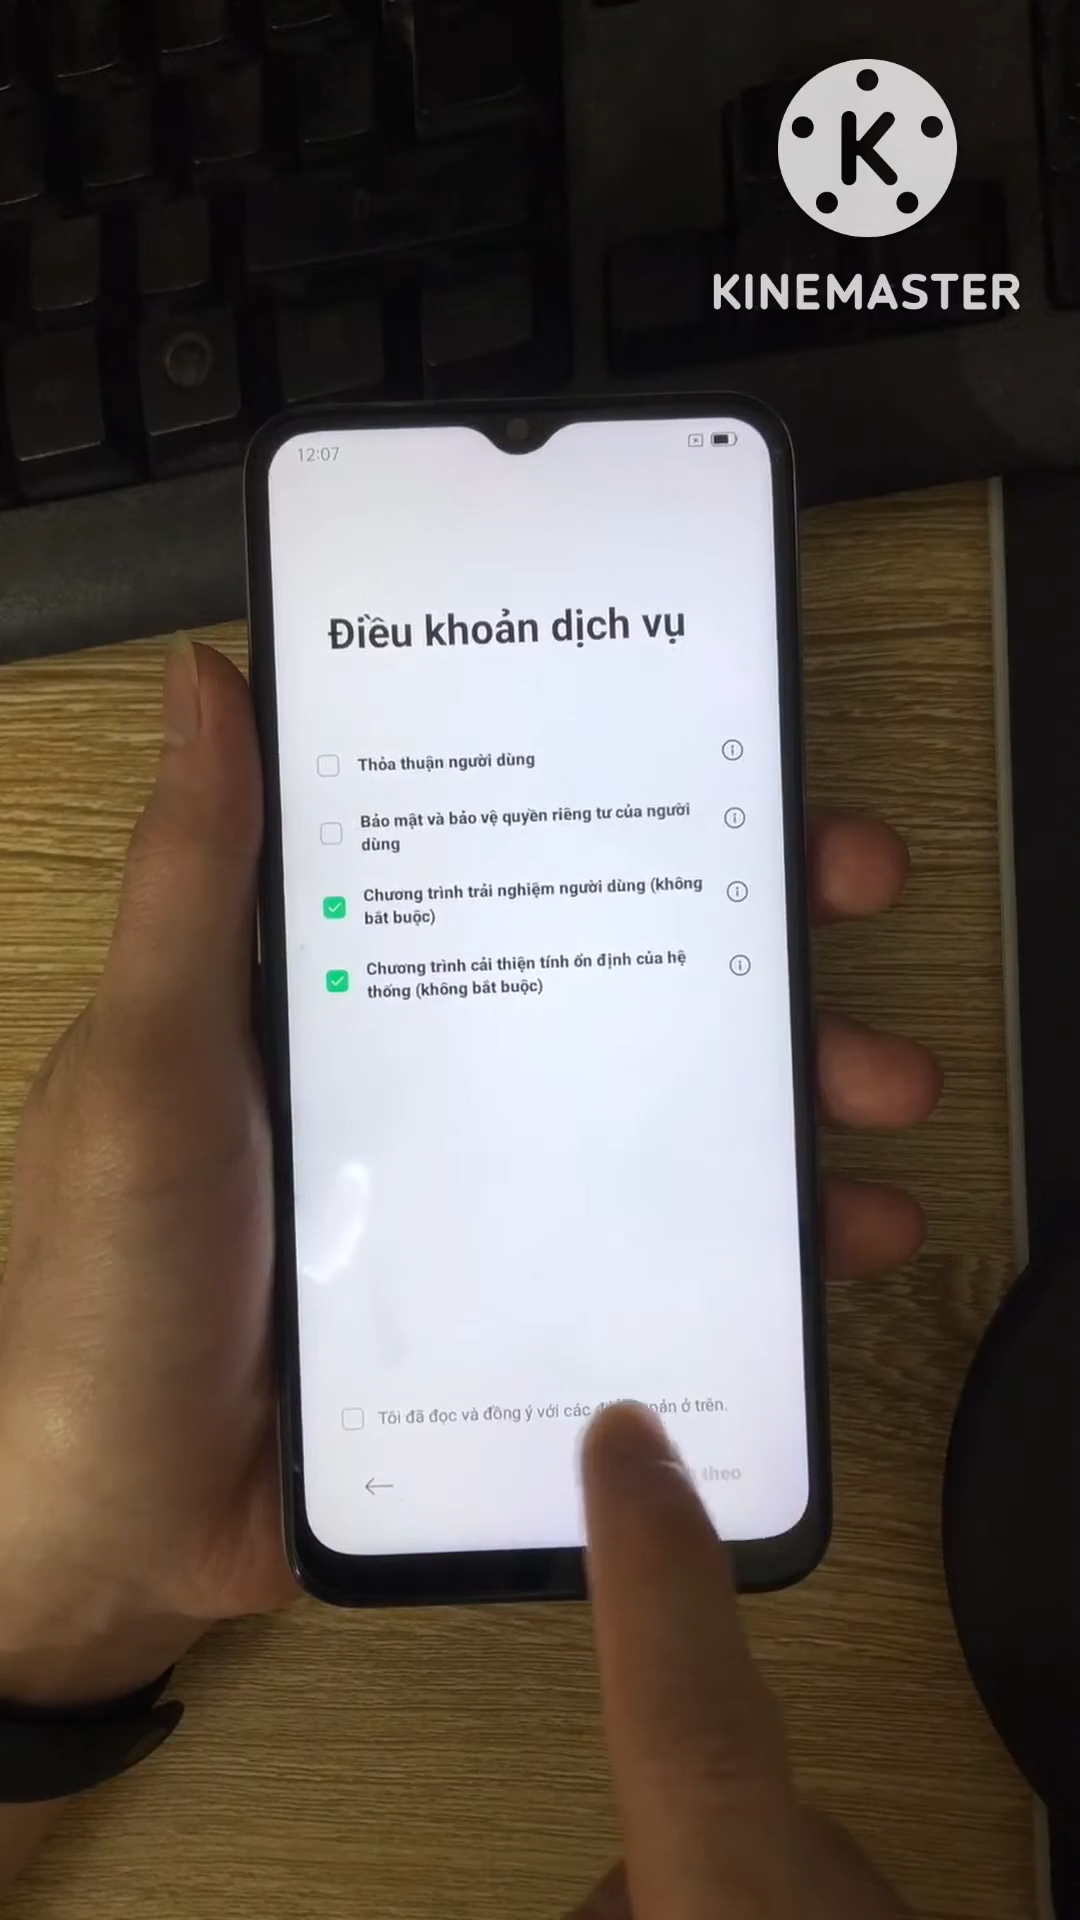 K
KINEMASTER
12:07
Điều khoản dịch vụ
Thỏa thuận người dùng
Bảo mật và bảo vệ quyền riêng tư của người
dùng
Chương trình trải nghiệm người dùng (không
bắt buộc)
Chương trình cải thiện tính ổn định của hệ
thống (không bắt buộc)
Tôi đã đọc và đồng ý với các ở trên.
theo